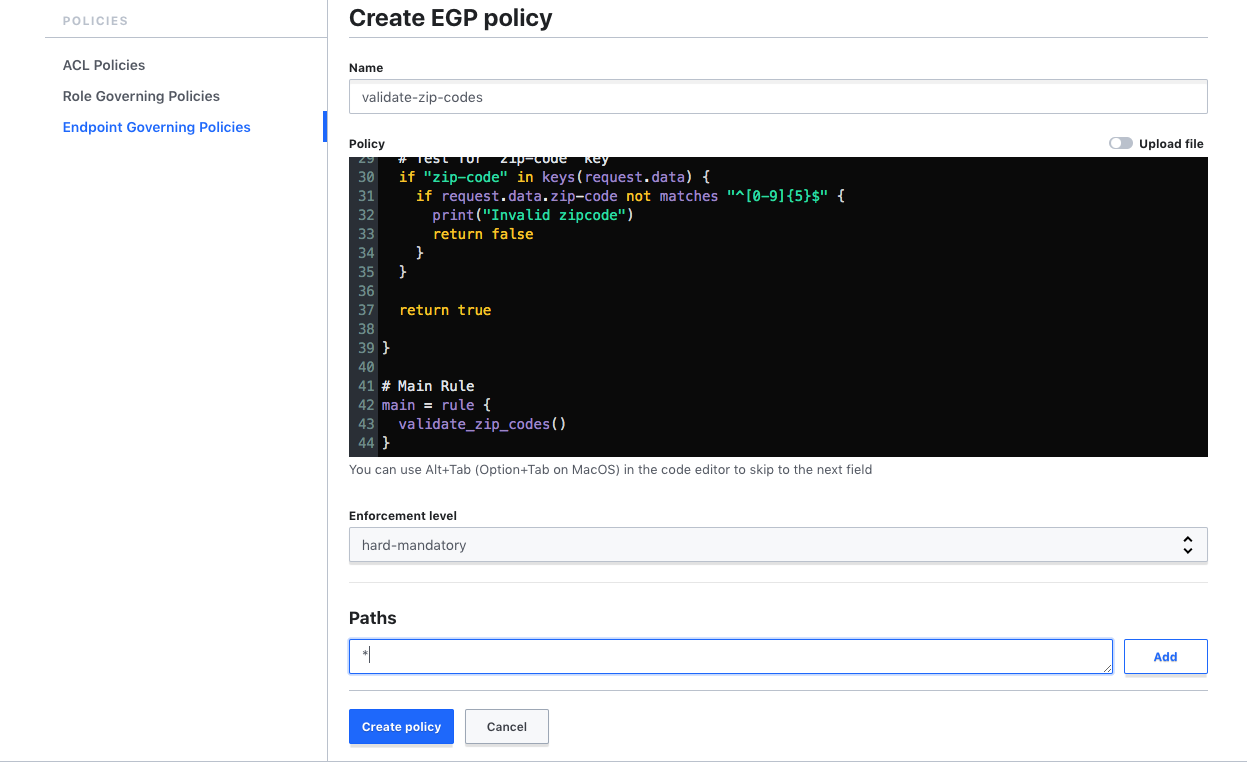 POLICIES
ACL Policies
Role Governing Policies
Endpoint Governing Policies
Create EGP policy
Name
validate-zip-codes
Policy
Upload file
29 # Test for "zip-code" key
30 if "zip-code" in keys(request.data) {
31 if request.data.zip-code not matches "^[0-9]{5}$" {
32 print("Invalid zipcode")
33 return false
34 }
35 }
36
37 return true
38
39 }
40
41 # Main Rule
42 main = rule {
43 validate_zip_codes()
44 }
You can use Alt+Tab (Option+Tab on MacOS) in the code editor to skip to the next field
Enforcement level
hard-mandatory
Paths
*
Add
Create policy
Cancel